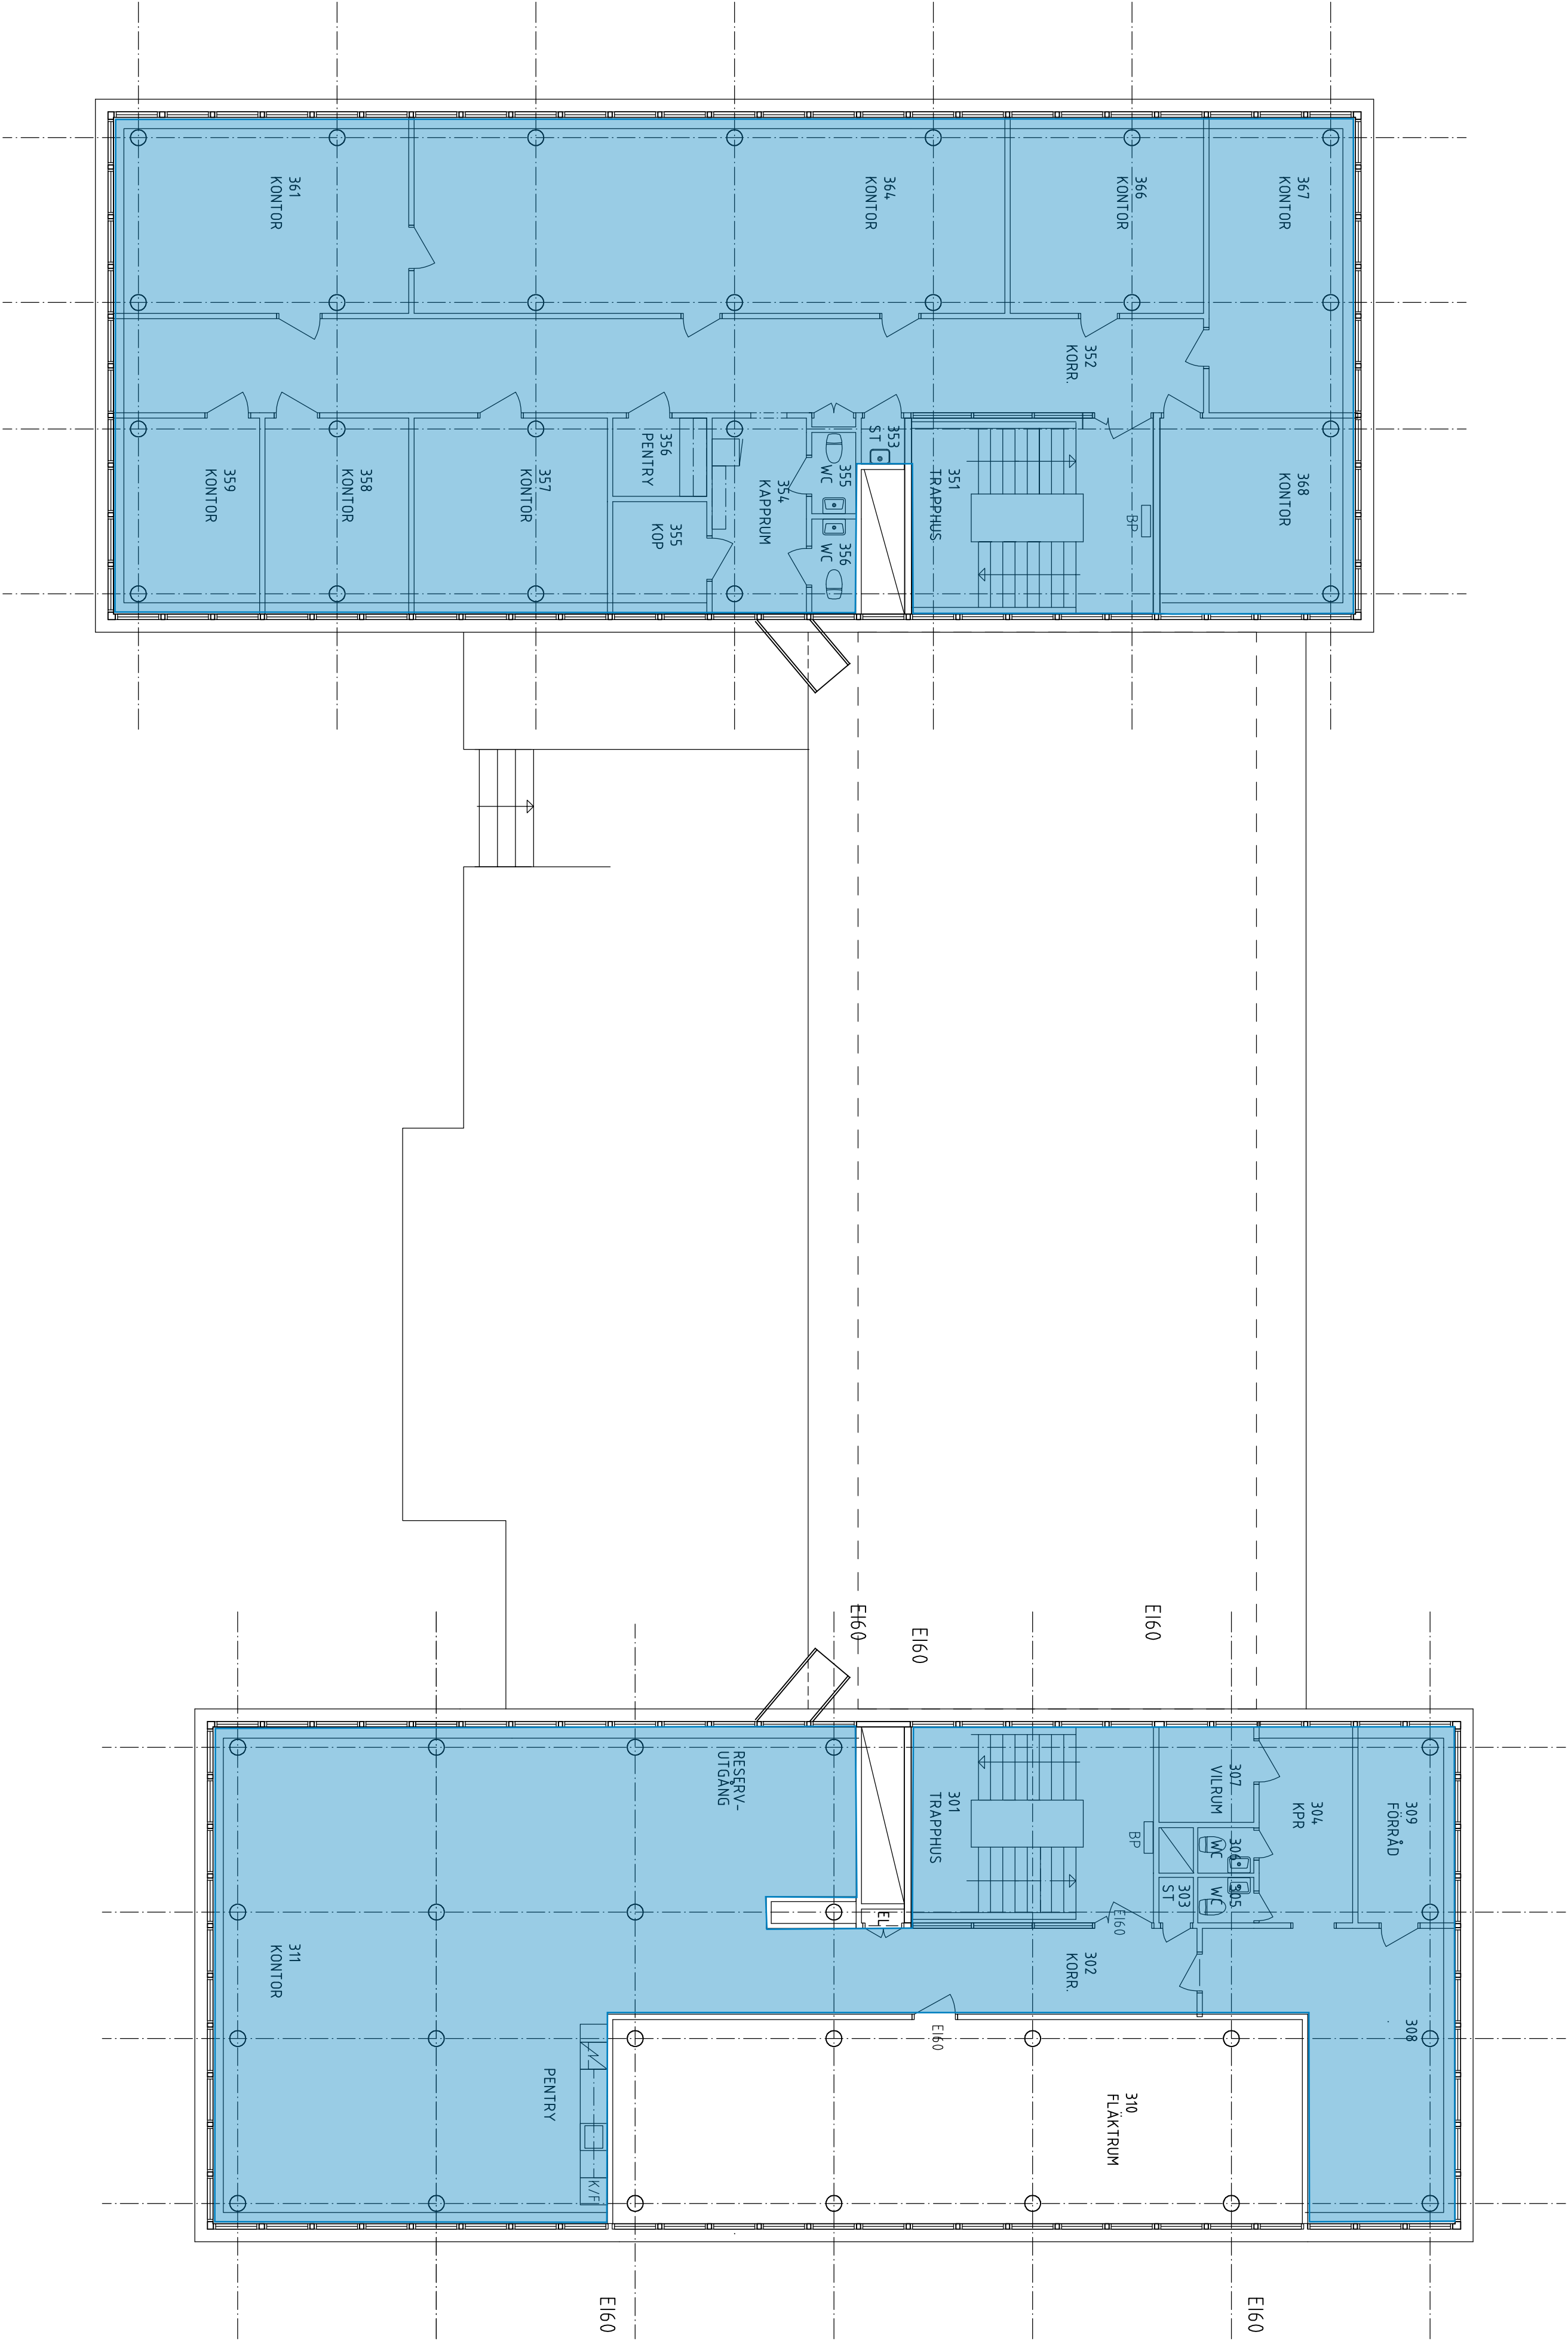 361
KONTOR
364
KONTOR
366
KONTOR
367
KONTOR
352
KORR.
359
KONTOR
358
KONTOR
357
KONTOR
356
PENTRY
355
KOP
354
KAPPRUM
355
WC
356
WC
353
ST
351
TRAPPHUS
BP
368
KONTOR
EI60
EI60
EI60
RESERV-
UTGÅNG
301
TRAPPHUS
BP
307
VILRUM
304
KPR
309
FÖRRÅD
306
WC
305
WC
303
ST
EL
EI60
311
KONTOR
302
KORR.
308
EI60
PENTRY
K/F
310
FLÄKTRUM
EI60
EI60